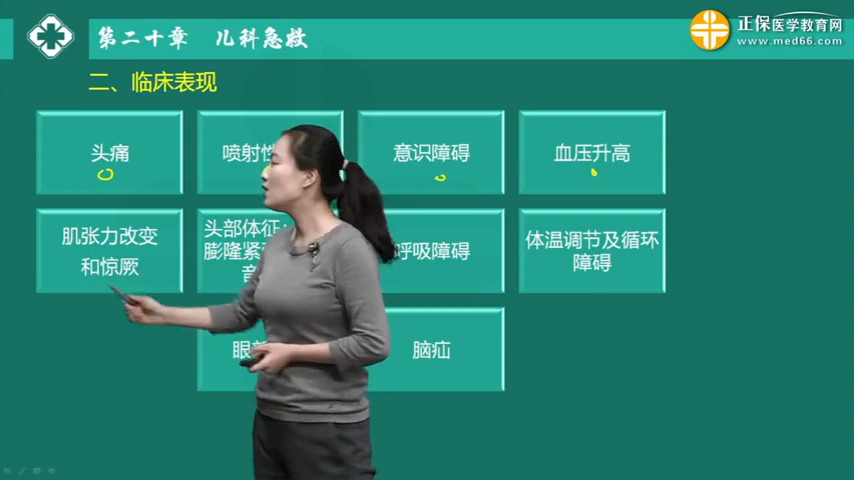 第二十章 儿科急救
正保医学教育网
www.med66.com
二、临床表现
头痛
喷射性
意识障碍
血压升高
肌张力改变
和惊厥
头部体征：
膨隆紧
音
呼吸障碍
体温调节及循环
障碍
眼
脑疝